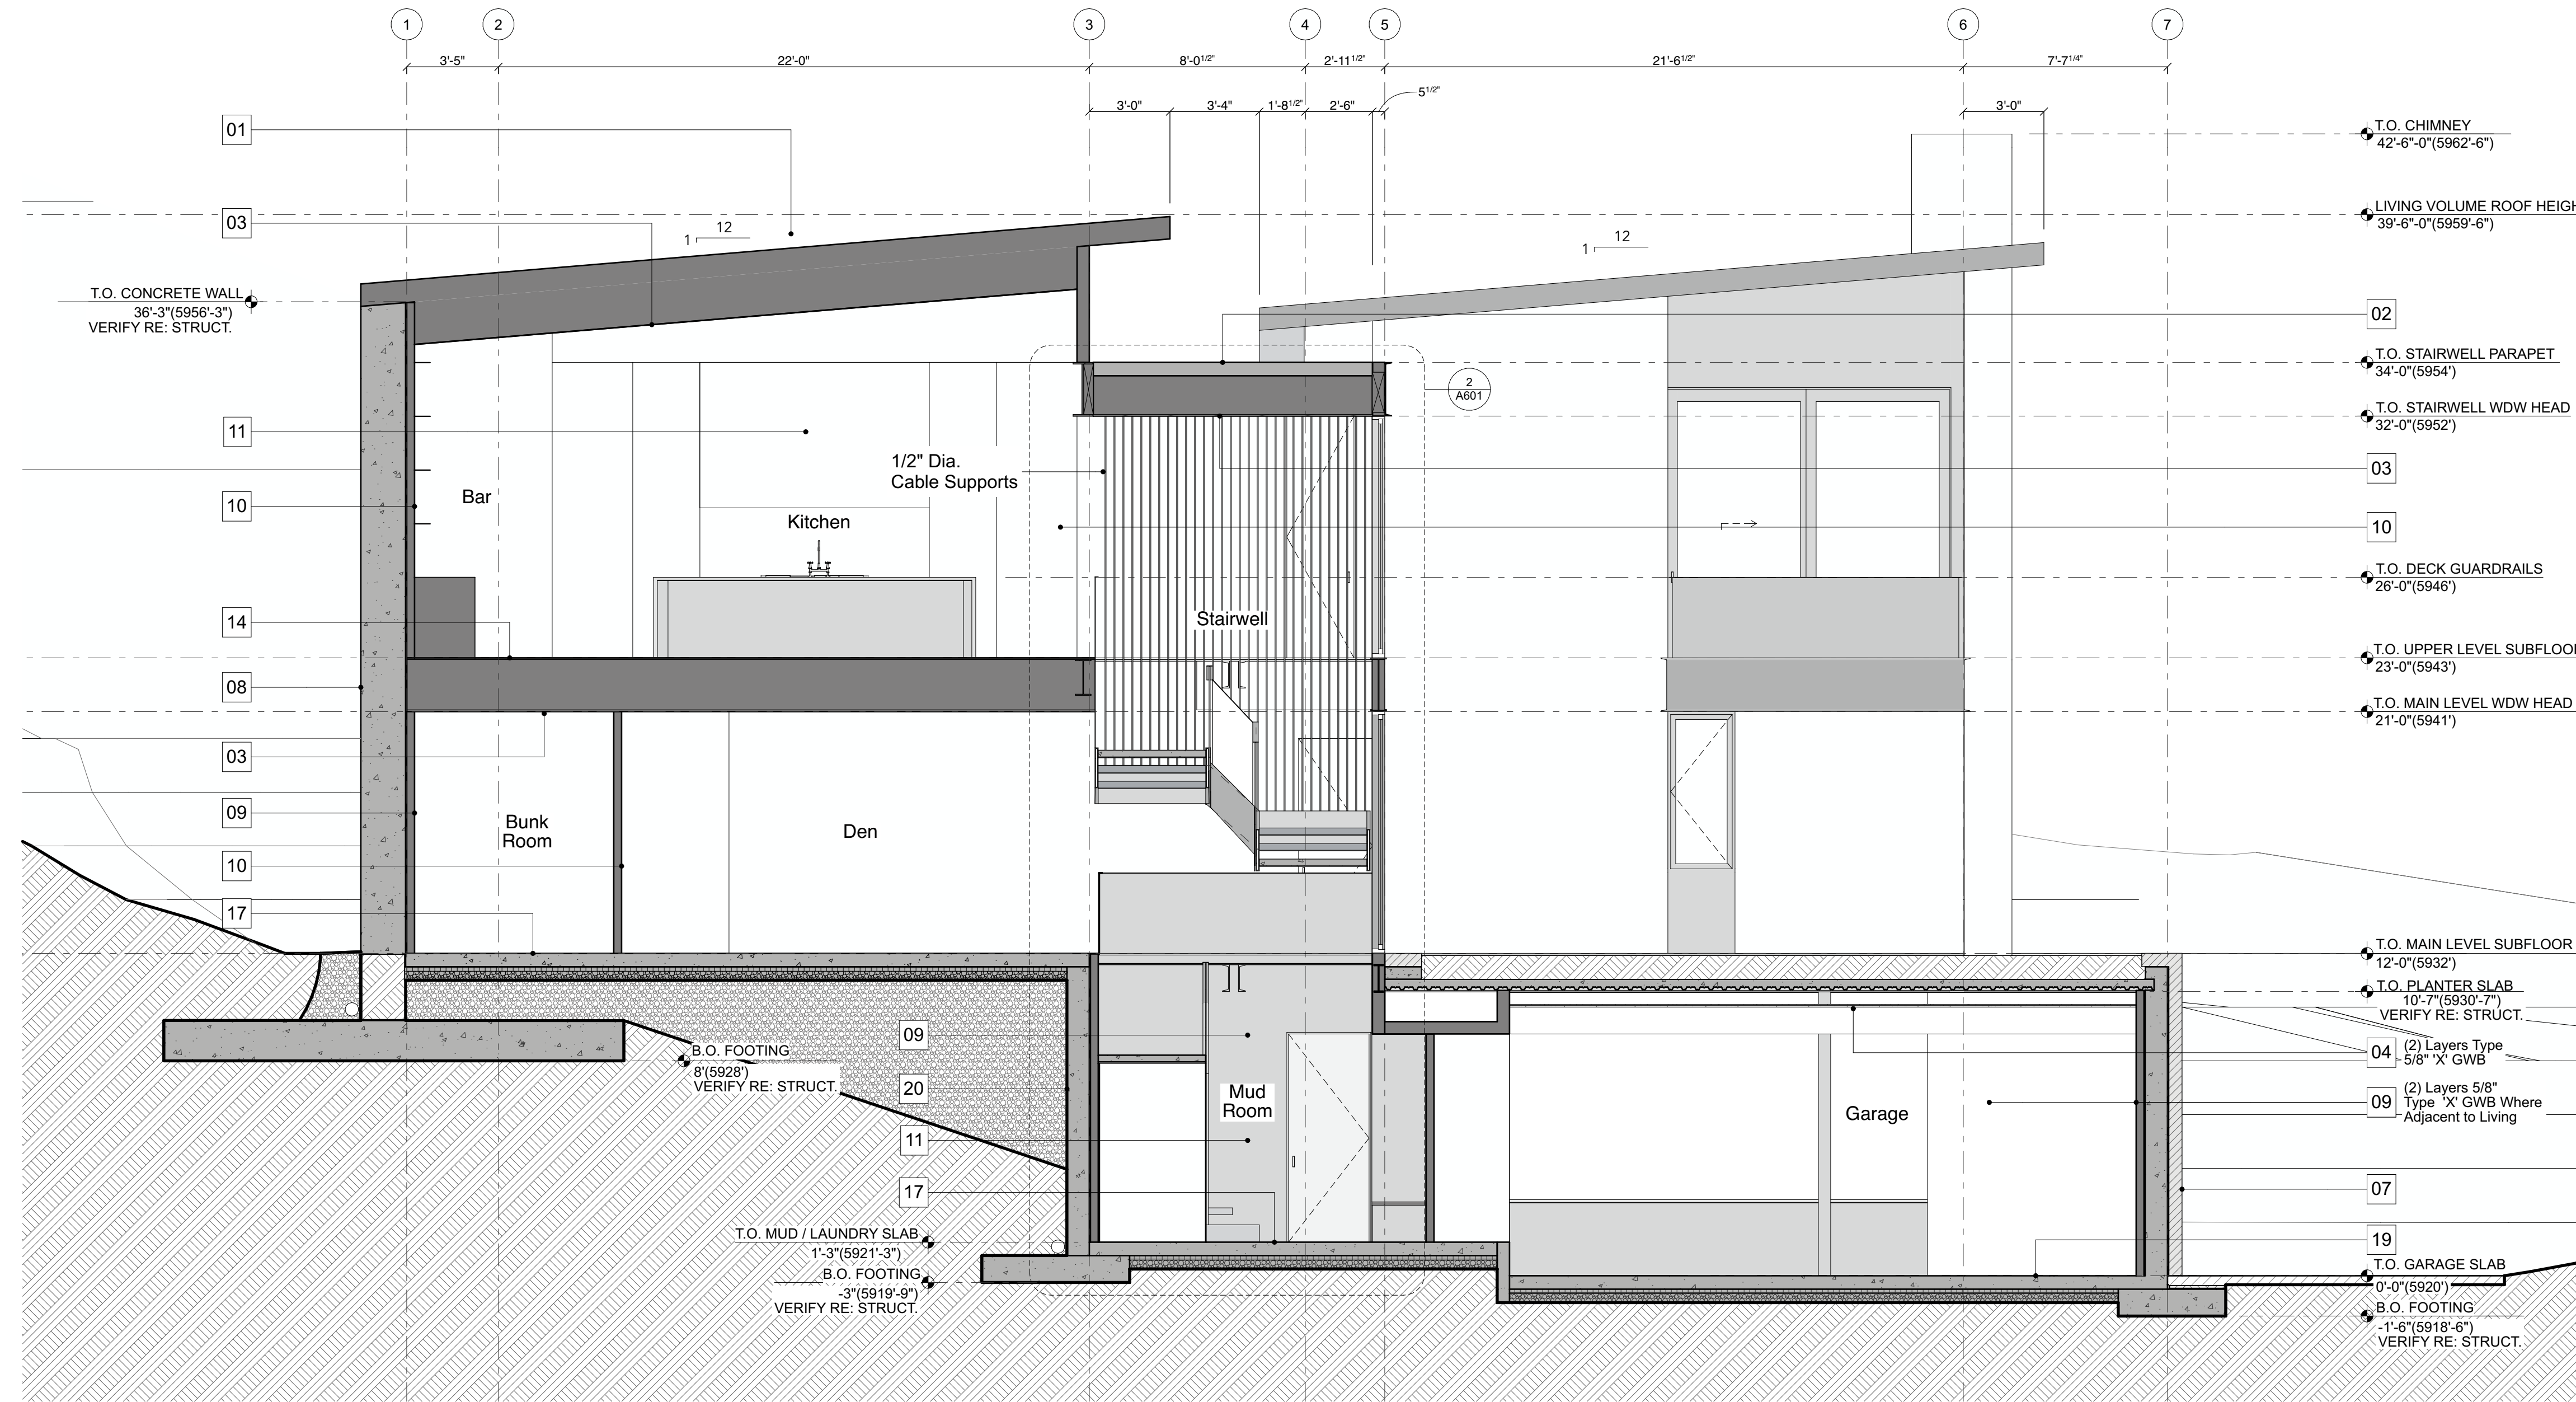 1 2 3 4 5 6 7
3'-5" 22'-0" 8'-0 1/2" 2'-11 1/2" 21'-6 1/2" 7'-7 1/4"
3'-0" 3'-4" 1'-8 1/2" 2'-6" 5 1/2" 3'-0"
01
T.O. CHIMNEY
42'-6"-0"(5962'-6")
03
1 12
1 12
LIVING VOLUME ROOF HEIGH
39'-6"-0"(5959'-6")
T.O. CONCRETE WALL
36'-3"(5956'-3")
VERIFY RE: STRUCT.
02
T.O. STAIRWELL PARAPET
34'-0"(5954')
2
A601
T.O. STAIRWELL WDW HEAD
32'-0"(5952')
11
1/2" Dia.
Cable Supports
03
Bar
10
Kitchen
10
T.O. DECK GUARDRAILS
26'-0"(5946')
14
Stairwell
T.O. UPPER LEVEL SUBFLOOR
23'-0"(5943')
08
T.O. MAIN LEVEL WDW HEAD
21'-0"(5941')
03
09
Bunk
Room
Den
10
17
T.O. MAIN LEVEL SUBFLOOR
12'-0"(5932')
T.O. PLANTER SLAB
10'-7"(5930'-7")
VERIFY RE: STRUCT.
09
B.O. FOOTING
8'(5928')
VERIFY RE: STRUCT.
04
(2) Layers Type
5/8" 'X' GWB
20
Mud
Room
Garage
09
(2) Layers 5/8"
Type 'X' GWB Where
Adjacent to Living
11
17
07
T.O. MUD / LAUNDRY SLAB
1'-3"(5921'-3")
19
B.O. FOOTING
-3"(5919'-9")
VERIFY RE: STRUCT.
T.O. GARAGE SLAB
0'-0"(5920')
B.O. FOOTING
-1'-6"(5918'-6")
VERIFY RE: STRUCT.